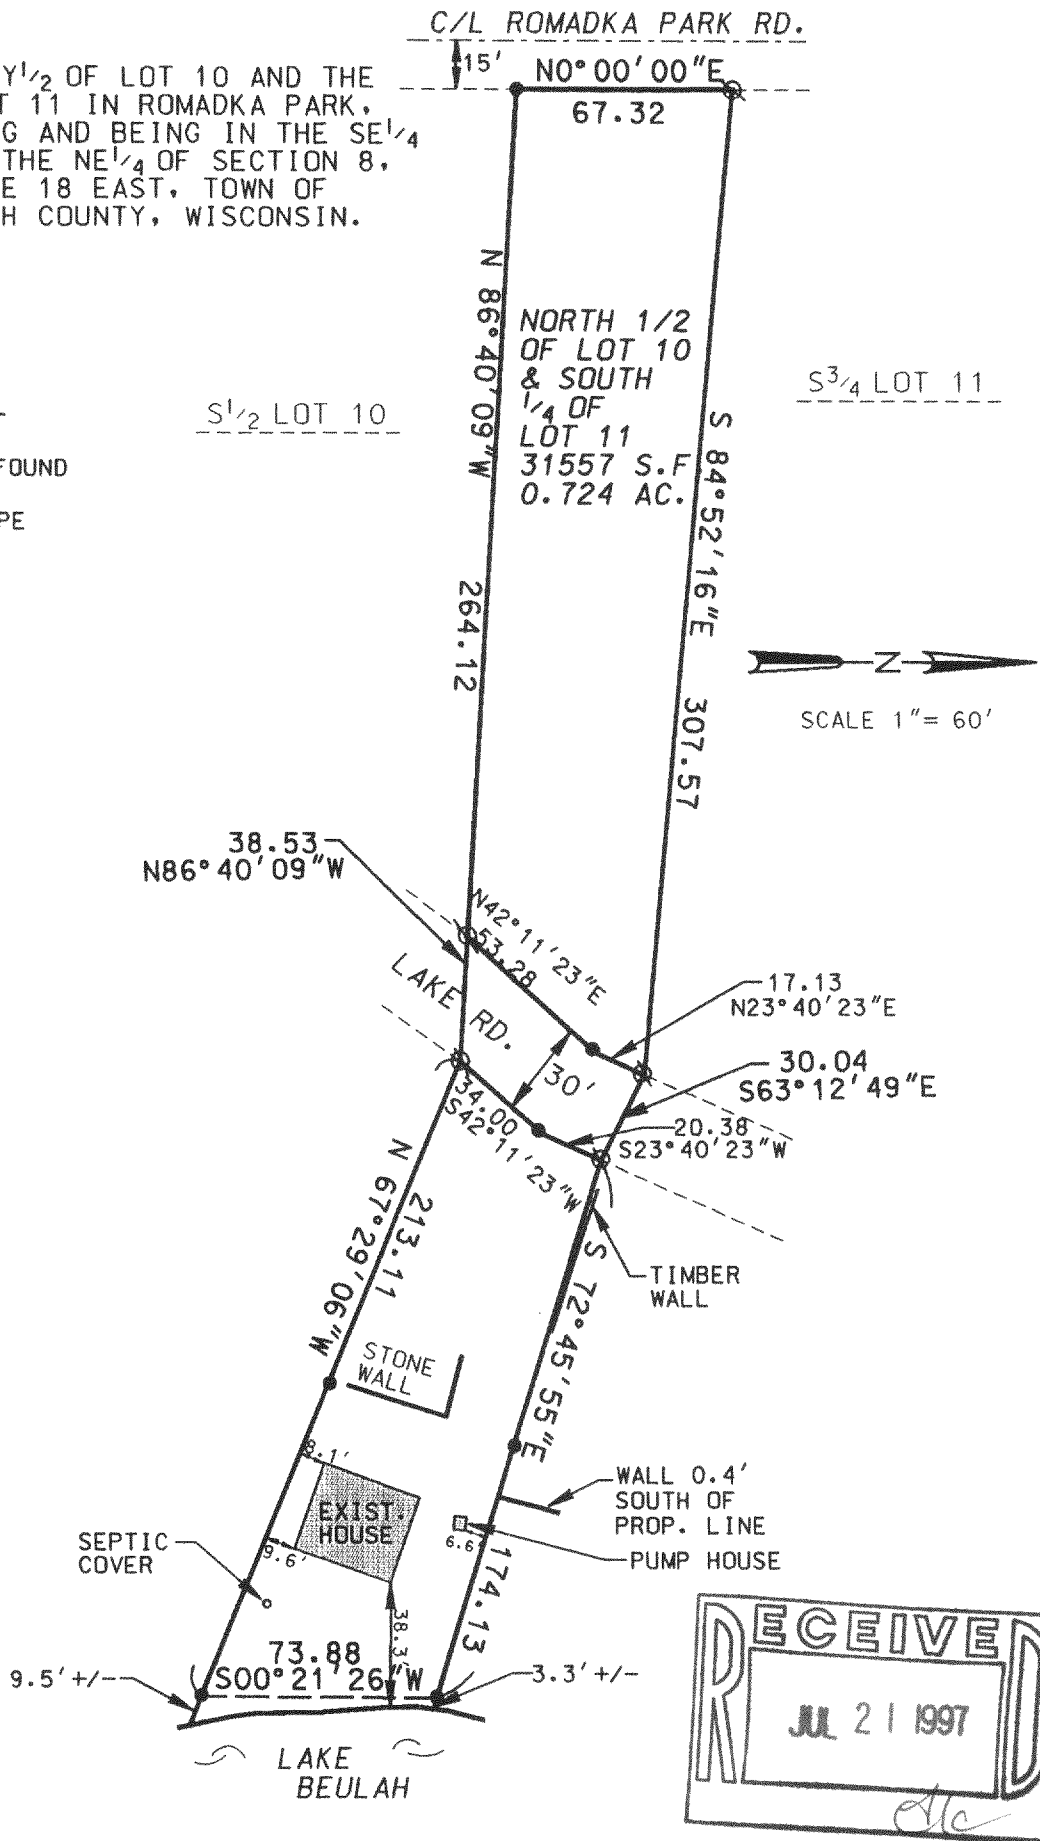 C/L ROMADKA PARK RD.
15'
N0°00'00"E
67.32
Y1/2 OF LOT 10 AND THE
T 11 IN ROMADKA PARK,
G AND BEING IN THE SE1/4
THE NE1/4 OF SECTION 8,
E 18 EAST, TOWN OF
H COUNTY, WISCONSIN.
N 86°40'09"W
264.12
NORTH 1/2
OF LOT 10
& SOUTH
1/4 OF
LOT 11
31557 S.F
0.724 AC.
S1/2 LOT 10
S3/4 LOT 11
FOUND
PE
S 84°52'16"E
307.57
N
SCALE 1"= 60'
38.53
N86°40'09"W
N42°11'23"E
53.28
LAKE RD.
30'
17.13
N23°40'23"E
30.04
S63°12'49"E
34.00
S42°11'23"W
20.38
S23°40'23"W
N 67°29'06"W
213.11
TIMBER
WALL
S 72°45'55"E
174.13
STONE
WALL
8.1'
EXIST.
HOUSE
9.6'
SEPTIC
COVER
WALL 0.4'
SOUTH OF
PROP. LINE
6.6'
PUMP HOUSE
38.3'
73.88
S00°21'26"W
9.5'+/-
3.3'+/-
LAKE
BEULAH
RECEIVED
JUL 21 1997